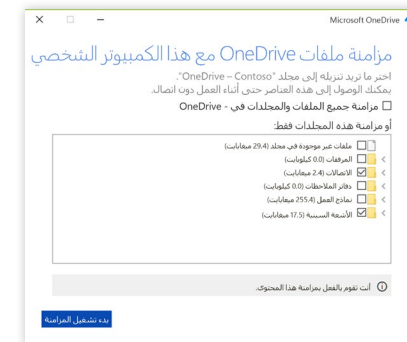 Microsoft OneDrive
مزامنة ملفات OneDrive مع هذا الكمبيوتر الشخصي
اختر ما تريد تنزيله إلى مجلد "OneDrive – Contoso".
يمكنك الوصول إلى هذه العناصر حتى أثناء العمل دون اتصال.
مزامنة جميع الملفات والمجلدات في - OneDrive
أو مزامنة هذه المجلدات فقط:
ملفات غير موجودة في مجلد (29.4 ميغابايت)
المرفقات (0.0 كيلوبايت)
الاتصالات (2.4 ميغابايت)
دفاتر الملاحظات (0.0 كيلوبايت)
نماذج العمل (255.4 ميغابايت)
الأشعة السينية (17.5 ميغابايت)
أنت تقوم بالفعل بمزامنة هذا المحتوى.
بدء تشغيل المزامنة